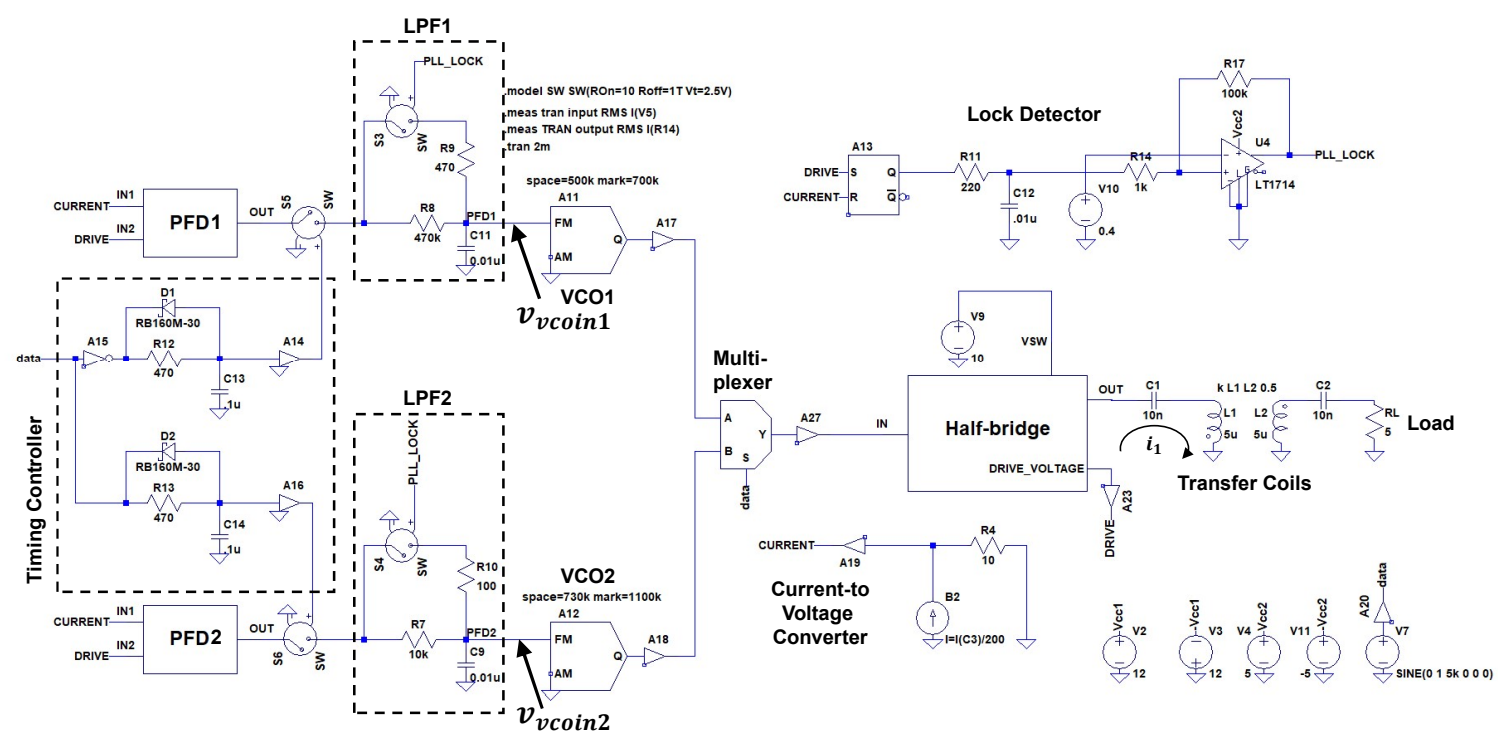 LPF1
PLL_LOCK
S3
SW
R9
470
R8
470k
PFD1
C11
0.01u
.model SW SW(ROn=10 Roff=1T Vt=2.5V)
.meas tran input RMS I(V5)
.meas TRAN output RMS I(R14)
.tran 2m
space=500k mark=700k
A11
FM
AM
Q
VCO1
v_vcoin1
A17
CURRENT
IN1
DRIVE
IN2
PFD1
OUT
S5
SW
Timing Controller
data
D1
RB160M-30
A15
R12
470
C13
.1u
A14
D2
RB160M-30
R13
470
C14
.1u
A16
CURRENT
IN1
DRIVE
IN2
PFD2
OUT
S6
SW
LPF2
PLL_LOCK
S4
SW
R10
100
R7
10k
PFD2
C9
0.01u
VCO2
space=730k mark=1100k
A12
FM
AM
Q
v_vcoin2
A18
Lock Detector
A13
DRIVE
S
Q
CURRENT
R
Q
R11
220
C12
.01u
V10
0.4
R14
1k
R17
100k
Vcc2
U4
LT1714
PLL_LOCK
Multi-
plexer
A
B
Y
S
data
A27
V9
10
VSW
IN
Half-bridge
OUT
DRIVE_VOLTAGE
A23
DRIVE
C1
10n
i1
k L1 L2 0.5
L1
5u
L2
5u
C2
10n
RL
5
Load
Transfer Coils
CURRENT
A19
R4
10
B2
I=I(C3)/200
Current-to
Voltage
Converter
Vcc1
V2
12
-Vcc1
V3
12
Vcc2
V4
5
-Vcc2
V11
-5
data
A20
V7
SINE(0 1 5k 0 0 0)